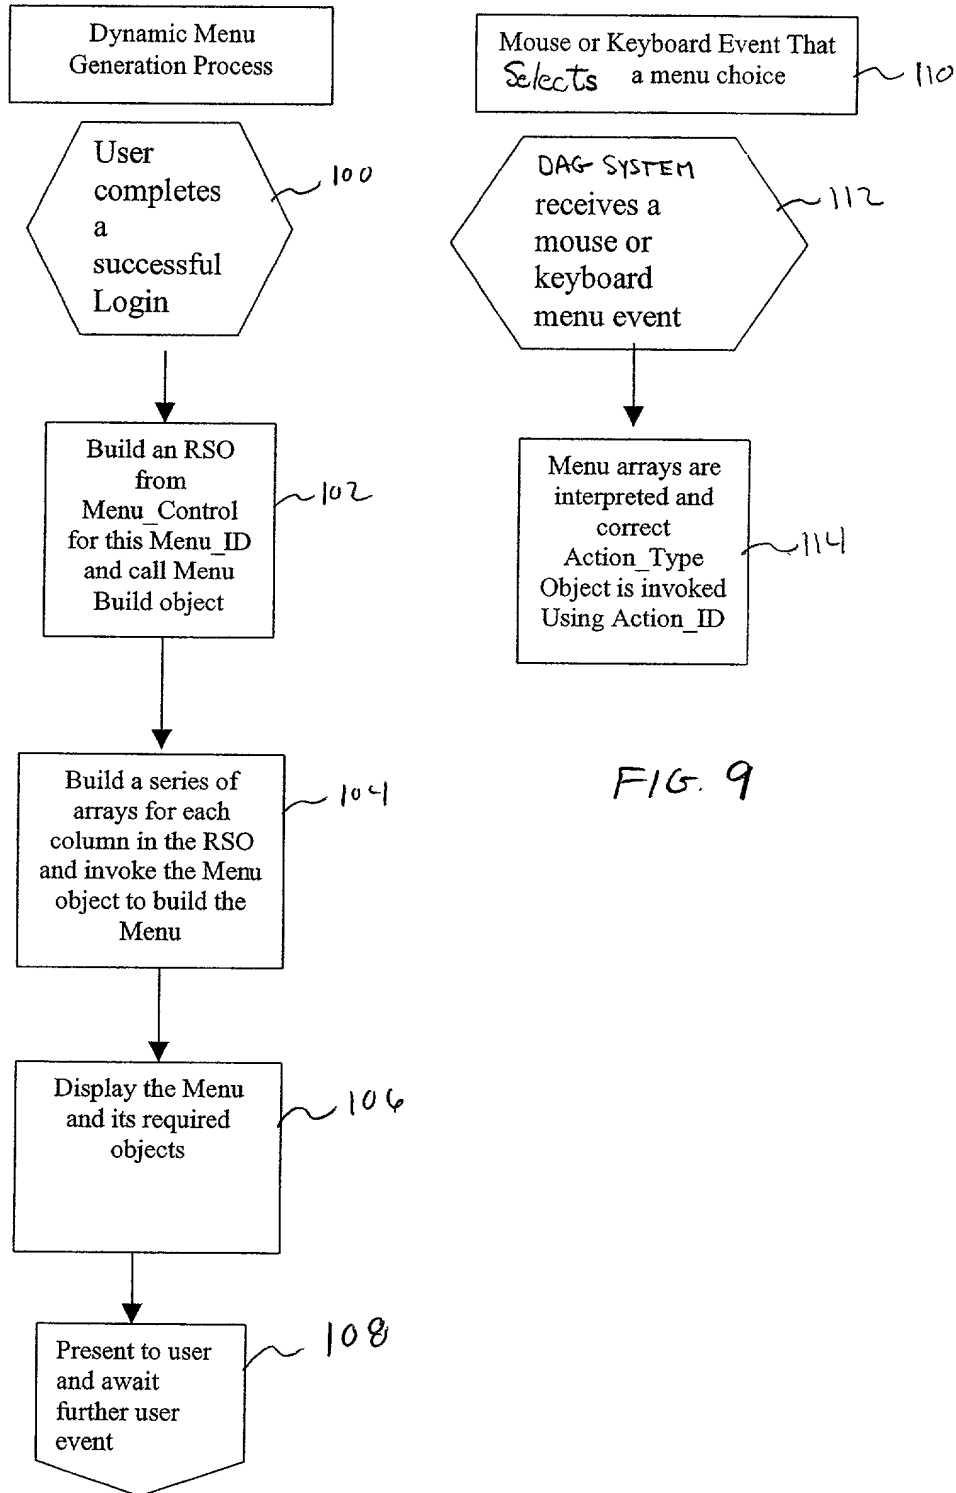 Dynamic Menu
Generation Process
User
completes
a
successful
Login
100
Build an RSO
from
Menu_Control
for this Menu_ID
and call Menu
Build object
102
Build a series of
arrays for each
column in the RSO
and invoke the Menu
object to build the
Menu
104
Display the Menu
and its required
objects
106
Present to user
and await
further user
event
108
Mouse or Keyboard Event That
Selects a menu choice
110
DAG SYSTEM
receives a
mouse or
keyboard
menu event
112
Menu arrays are
interpreted and
correct
Action_Type
Object is invoked
Using Action_ID
114
FIG. 9